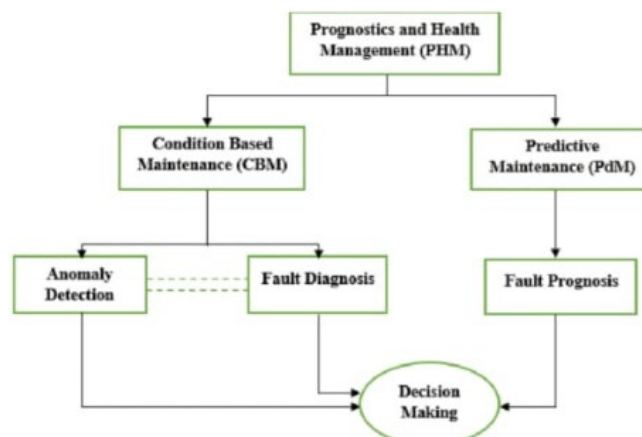 Prognostics and Health
Management (PHM)
Condition Based
Maintenance (CBM)
Predictive
Maintenance (PdM)
Anomaly
Detection
Fault Diagnosis
Fault Prognosis
Decision
Making